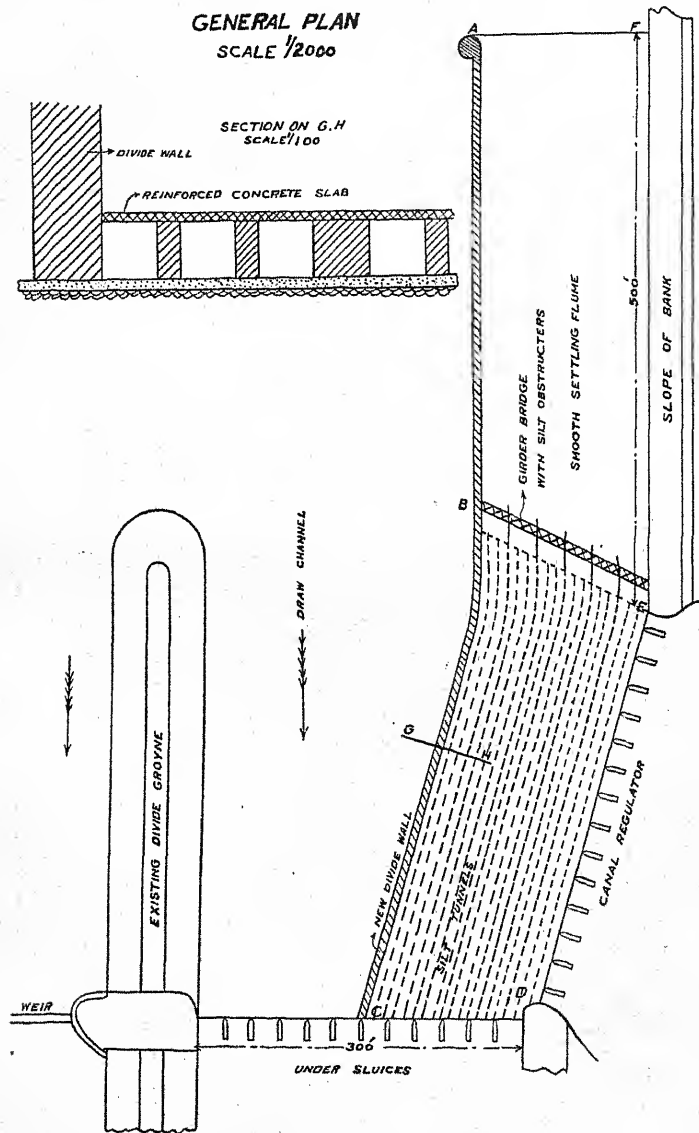 GENERAL PLAN
SCALE 1/2000
SECTION ON G.H
SCALE 1/100
DIVIDE WALL
REINFORCED CONCRETE SLAB
A
F
500'
SLOPE OF BANK
GIRDER BRIDGE
WITH SILT OBSTRUCTERS
SMOOTH SETTLING FLUME
B
E
DRAW CHANNEL
G
H
EXISTING DIVIDE GROYNE
NEW DIVIDE WALL
SILT TUNNELS
CANAL REGULATOR
WEIR
C
D
300'
UNDER SLUICES